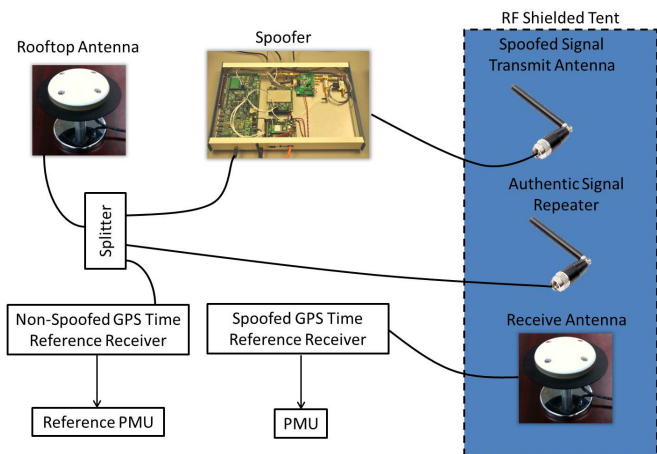 RF Shielded Tent
Rooftop Antenna
Spoofer
Spoofed Signal
Transmit Antenna
Authentic Signal
Repeater
Splitter
Non-Spoofed GPS Time
Reference Receiver
Spoofed GPS Time
Reference Receiver
Receive Antenna
Reference PMU
PMU